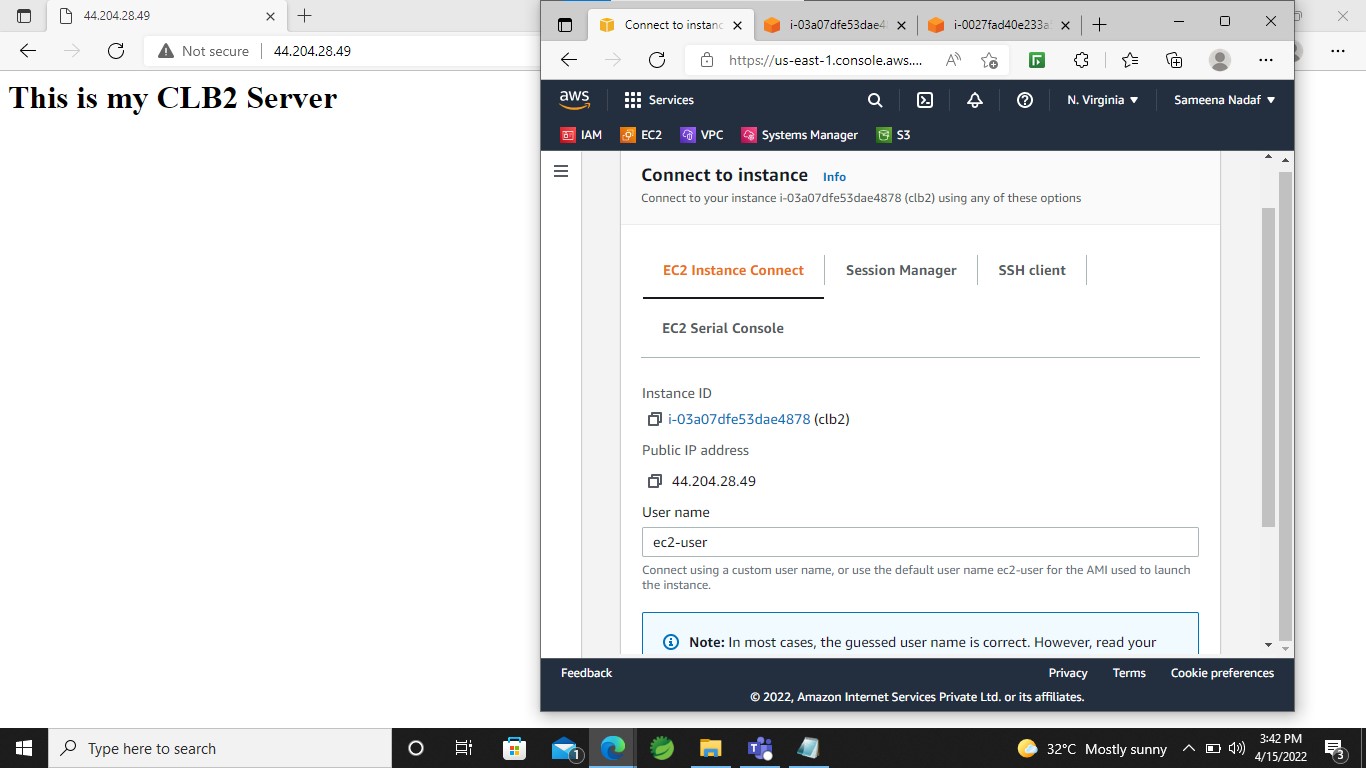 44.204.28.49
Not secure
44.204.28.49
This is my CLB2 Server
Connect to instanc
i-03a07dfe53dae4
i-0027fad40e233a
https://us-east-1.console.aws....
aws
Services
N. Virginia
Sameena Nadaf
IAM
EC2
VPC
Systems Manager
S3
Connect to instance
Info
Connect to your instance i-03a07dfe53dae4878 (clb2) using any of these options
EC2 Instance Connect
Session Manager
SSH client
EC2 Serial Console
Instance ID
i-03a07dfe53dae4878 (clb2)
Public IP address
44.204.28.49
User name
ec2-user
Connect using a custom user name, or use the default user name ec2-user for the AMI used to launch
the instance.
Note: In most cases, the guessed user name is correct. However, read your
Feedback
Privacy
Terms
Cookie preferences
© 2022, Amazon Internet Services Private Ltd. or its affiliates.
Type here to search
1
32°C Mostly sunny
3:42 PM
4/15/2022
3